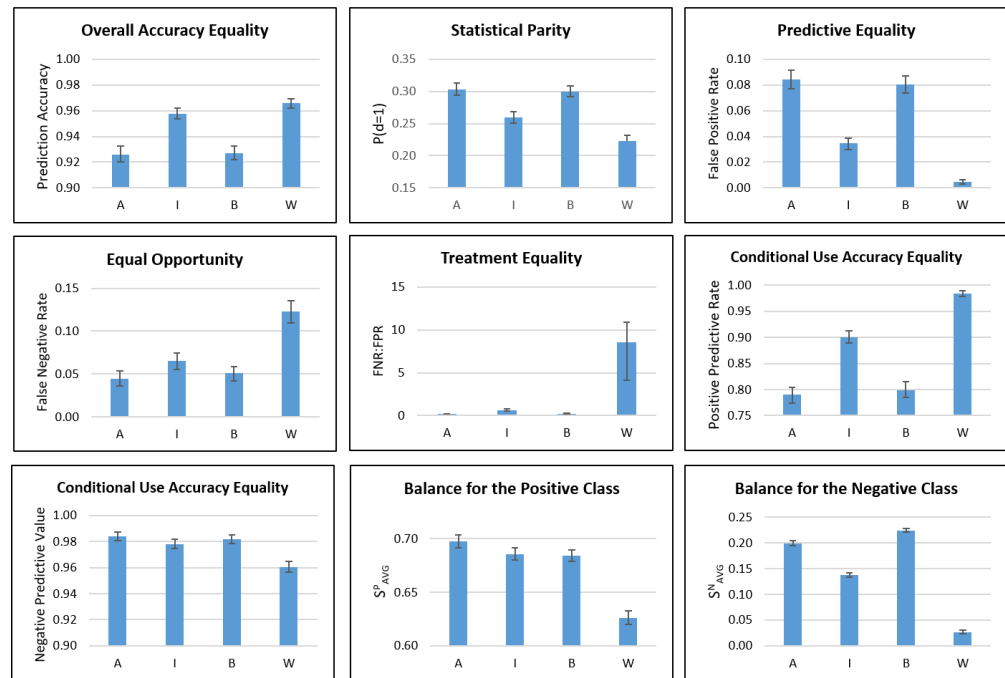 Overall Accuracy Equality
Prediction Accuracy
1.00
0.98
0.96
0.94
0.92
0.90
A I B W
Statistical Parity
P(d=1)
0.35
0.30
0.25
0.20
0.15
A I B W
Predictive Equality
False Positive Rate
0.10
0.08
0.06
0.04
0.02
0.00
A I B W
Equal Opportunity
False Negative Rate
0.15
0.10
0.05
0.00
A I B W
Treatment Equality
FNR:FPR
15
10
5
0
A I B W
Conditional Use Accuracy Equality
Positive Predictive Rate
1.00
0.95
0.90
0.85
0.80
0.75
A I B W
Conditional Use Accuracy Equality
Negative Predictive Value
1.00
0.98
0.96
0.94
0.92
0.90
A I B W
Balance for the Positive Class
S^P_AVG
0.70
0.65
0.60
A I B W
Balance for the Negative Class
S^N_AVG
0.25
0.20
0.15
0.10
0.05
0.00
A I B W